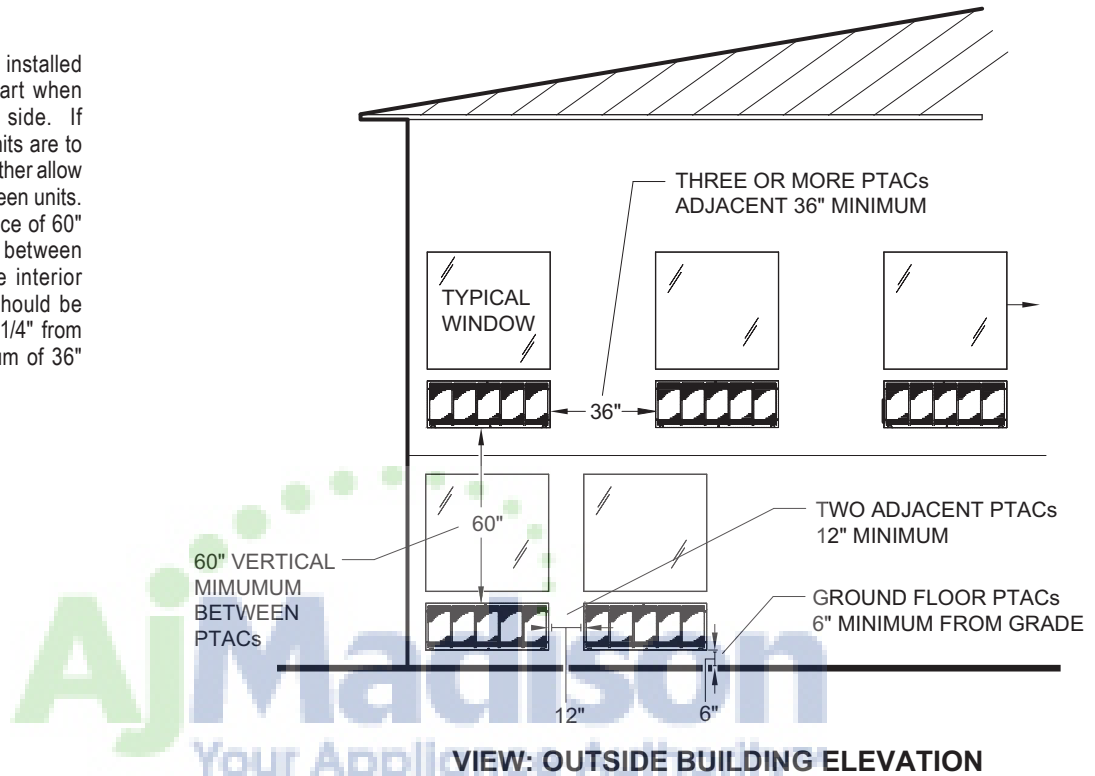 installed
art when
side. If
its are to
ther allow
een units.
ce of 60"
between
e interior
hould be
1/4" from
um of 36"
THREE OR MORE PTACs
ADJACENT 36" MINIMUM
TYPICAL
WINDOW
36"
60"
TWO ADJACENT PTACs
12" MINIMUM
60" VERTICAL
MIMUMUM
BETWEEN
PTACs
GROUND FLOOR PTACs
6" MINIMUM FROM GRADE
12"
6"
AjMadison
VIEW: OUTSIDE BUILDING ELEVATION
Your Appliance Authority